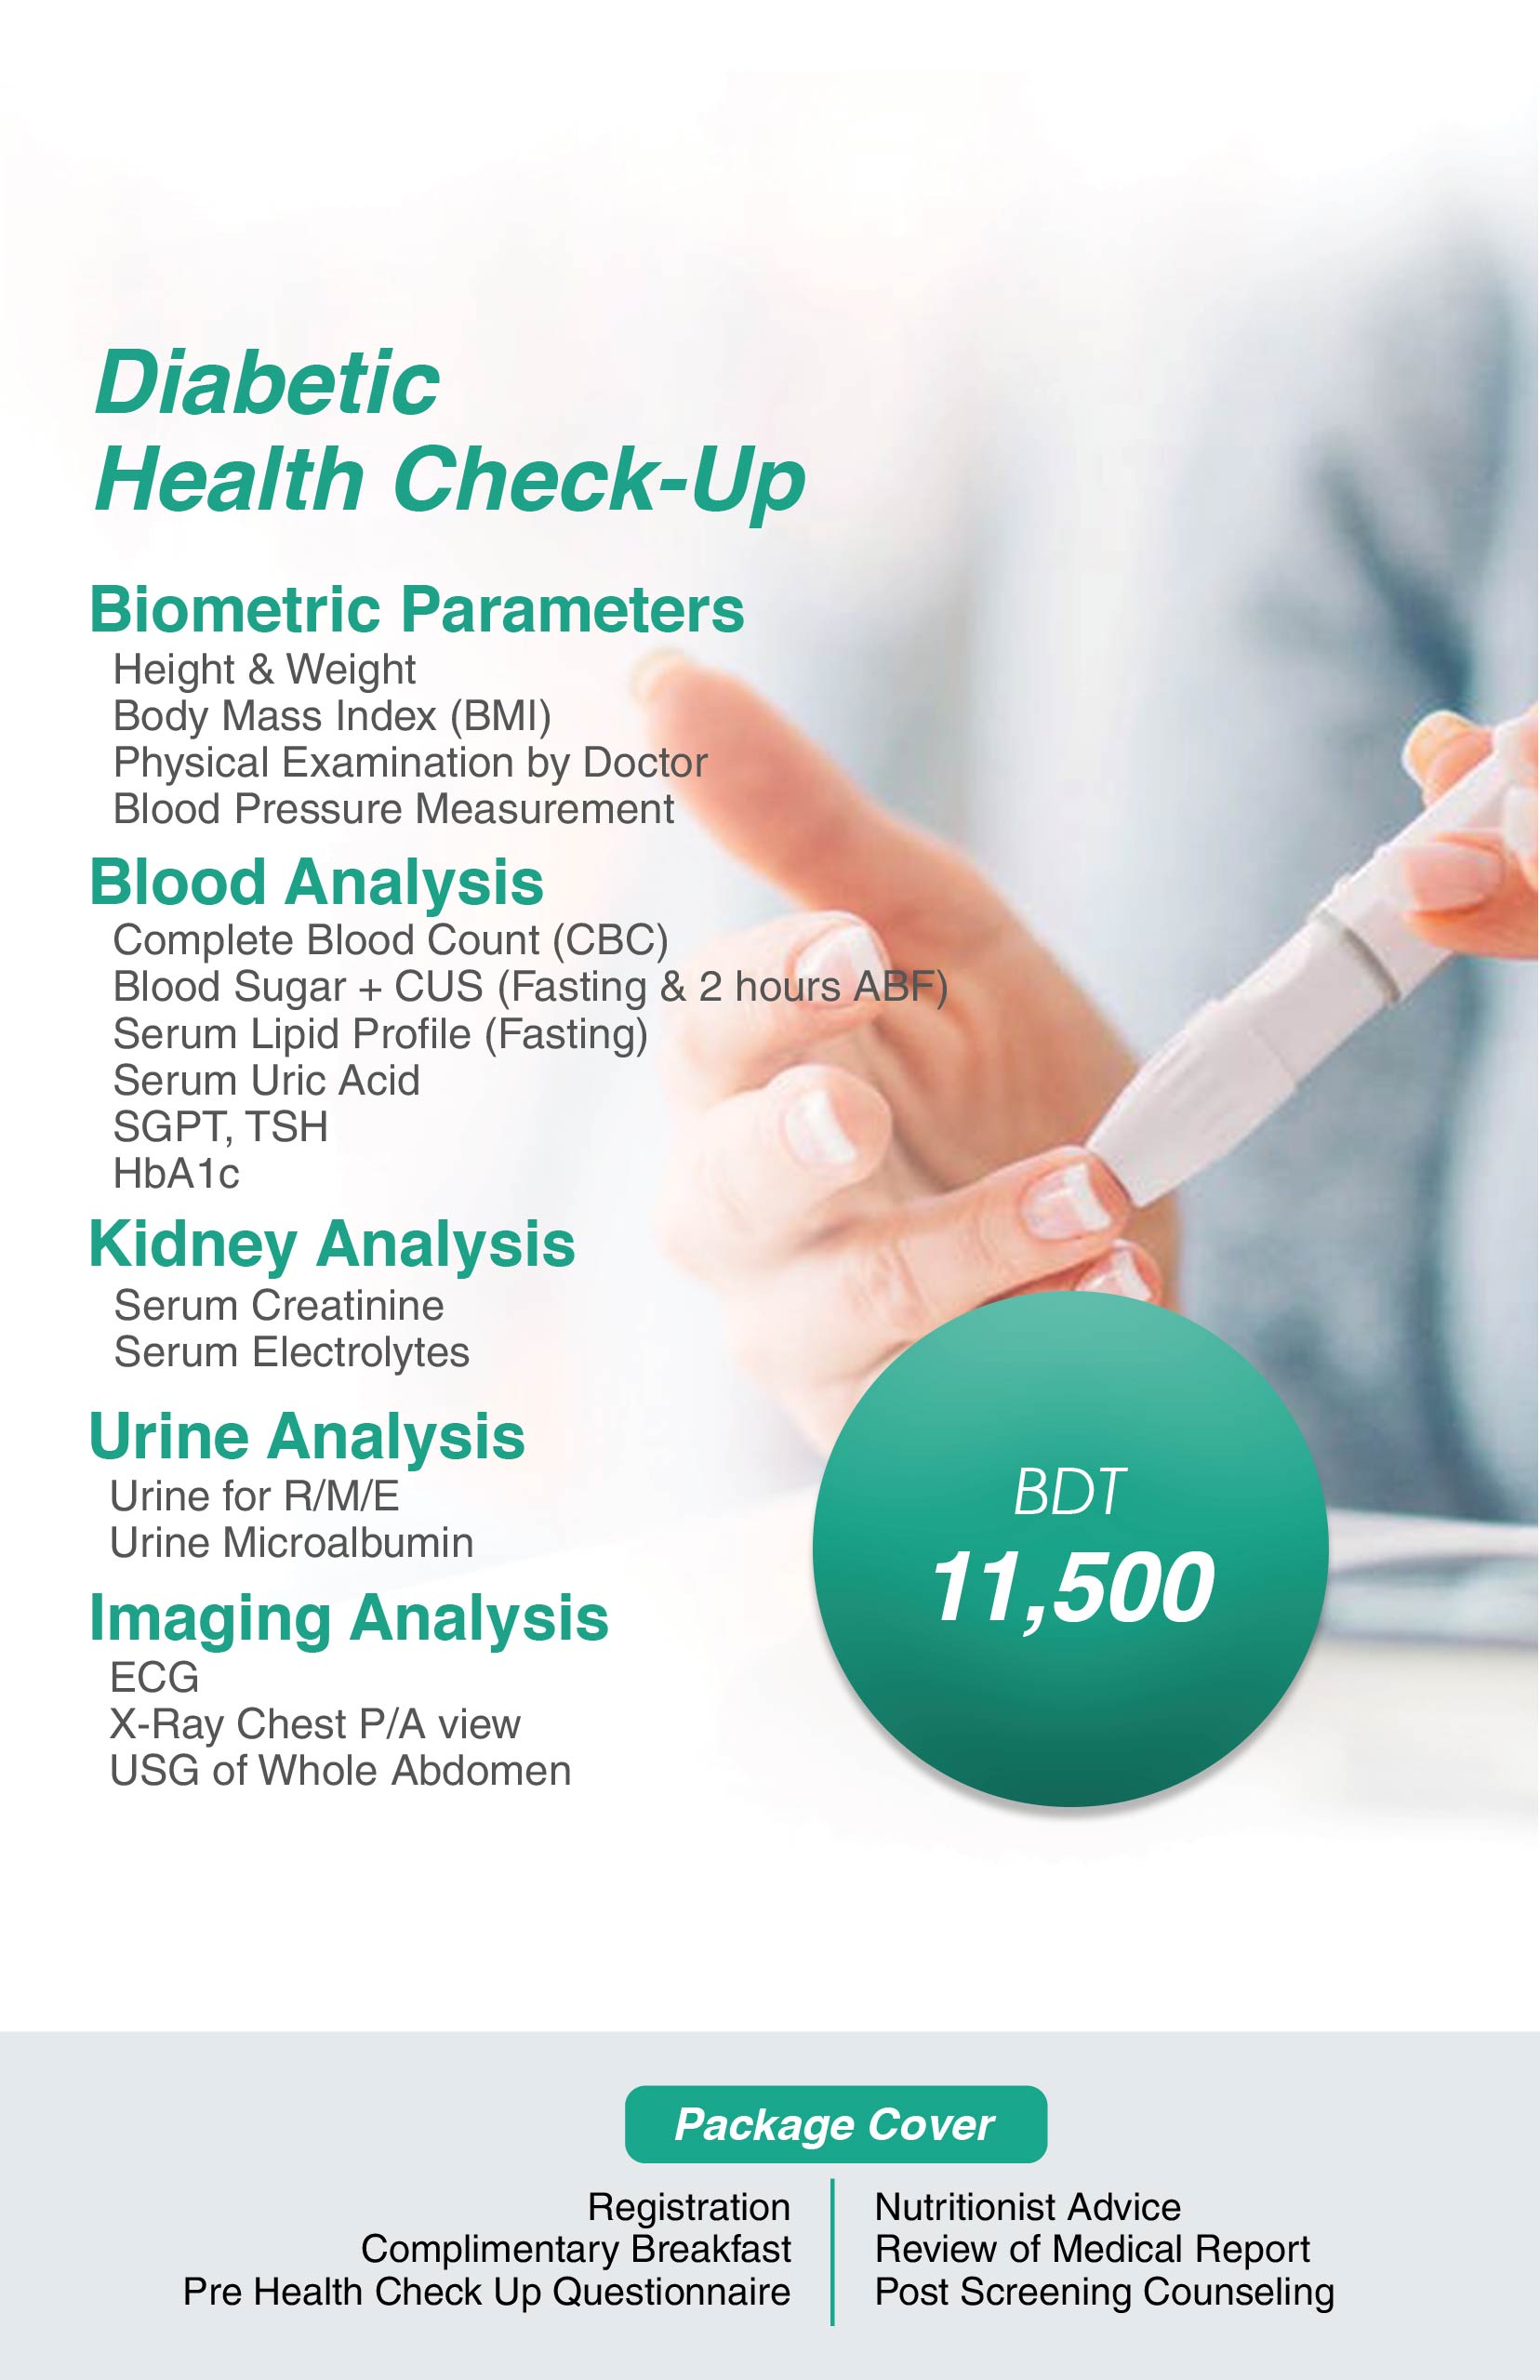 Diabetic
Health Check-Up
Biometric Parameters
Height & Weight
Body Mass Index (BMI)
Physical Examination by Doctor
Blood Pressure Measurement
Blood Analysis
Complete Blood Count (CBC)
Blood Sugar + CUS (Fasting & 2 hours ABF)
Serum Lipid Profile (Fasting)
Serum Uric Acid
SGPT, TSH
HbA1c
Kidney Analysis
Serum Creatinine
Serum Electrolytes
Urine Analysis
Urine for R/M/E
Urine Microalbumin
Imaging Analysis
ECG
X-Ray Chest P/A view
USG of Whole Abdomen
BDT
11,500
Package Cover
Registration
Complimentary Breakfast
Pre Health Check Up Questionnaire
Nutritionist Advice
Review of Medical Report
Post Screening Counseling